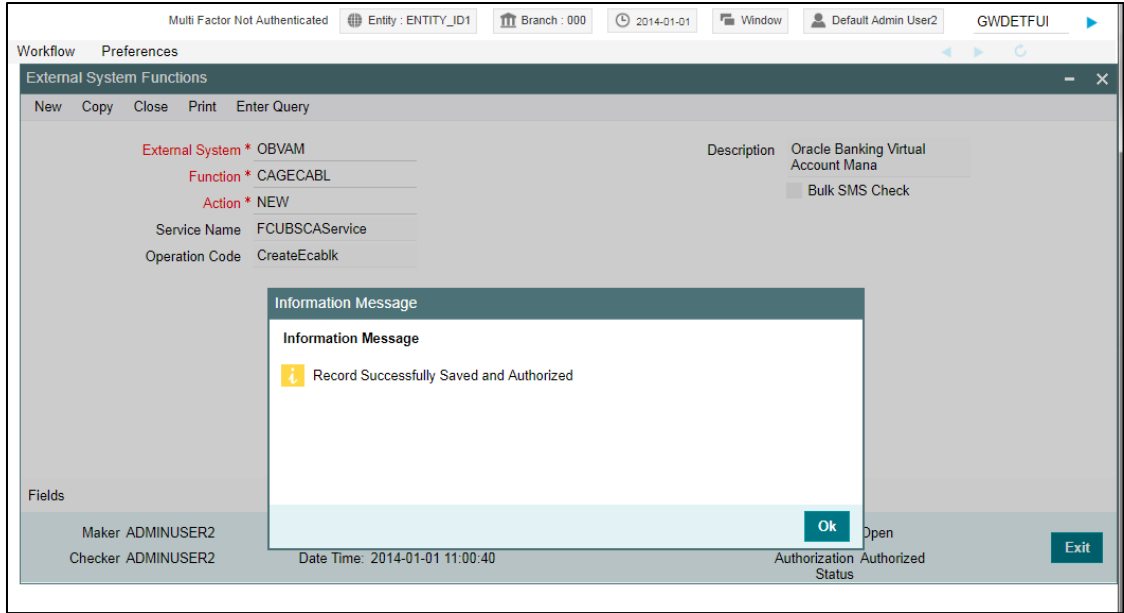 Multi Factor Not Authenticated Entity : ENTITY_ID1 Branch : 000 2014-01-01 Window Default Admin User2 GWDETFUI
Workflow Preferences
External System Functions
New Copy Close Print Enter Query
External System * OBVAM
Function * CAGECABL
Action * NEW
Service Name FCUBSCAService
Operation Code CreateEcablk
Description Oracle Banking Virtual
Account Mana
Bulk SMS Check
Information Message
Information Message
Record Successfully Saved and Authorized
Ok
Fields
Maker ADMINUSER2
Checker ADMINUSER2
Date Time: 2014-01-01 11:00:40
Open
Authorization Authorized
Status
Exit